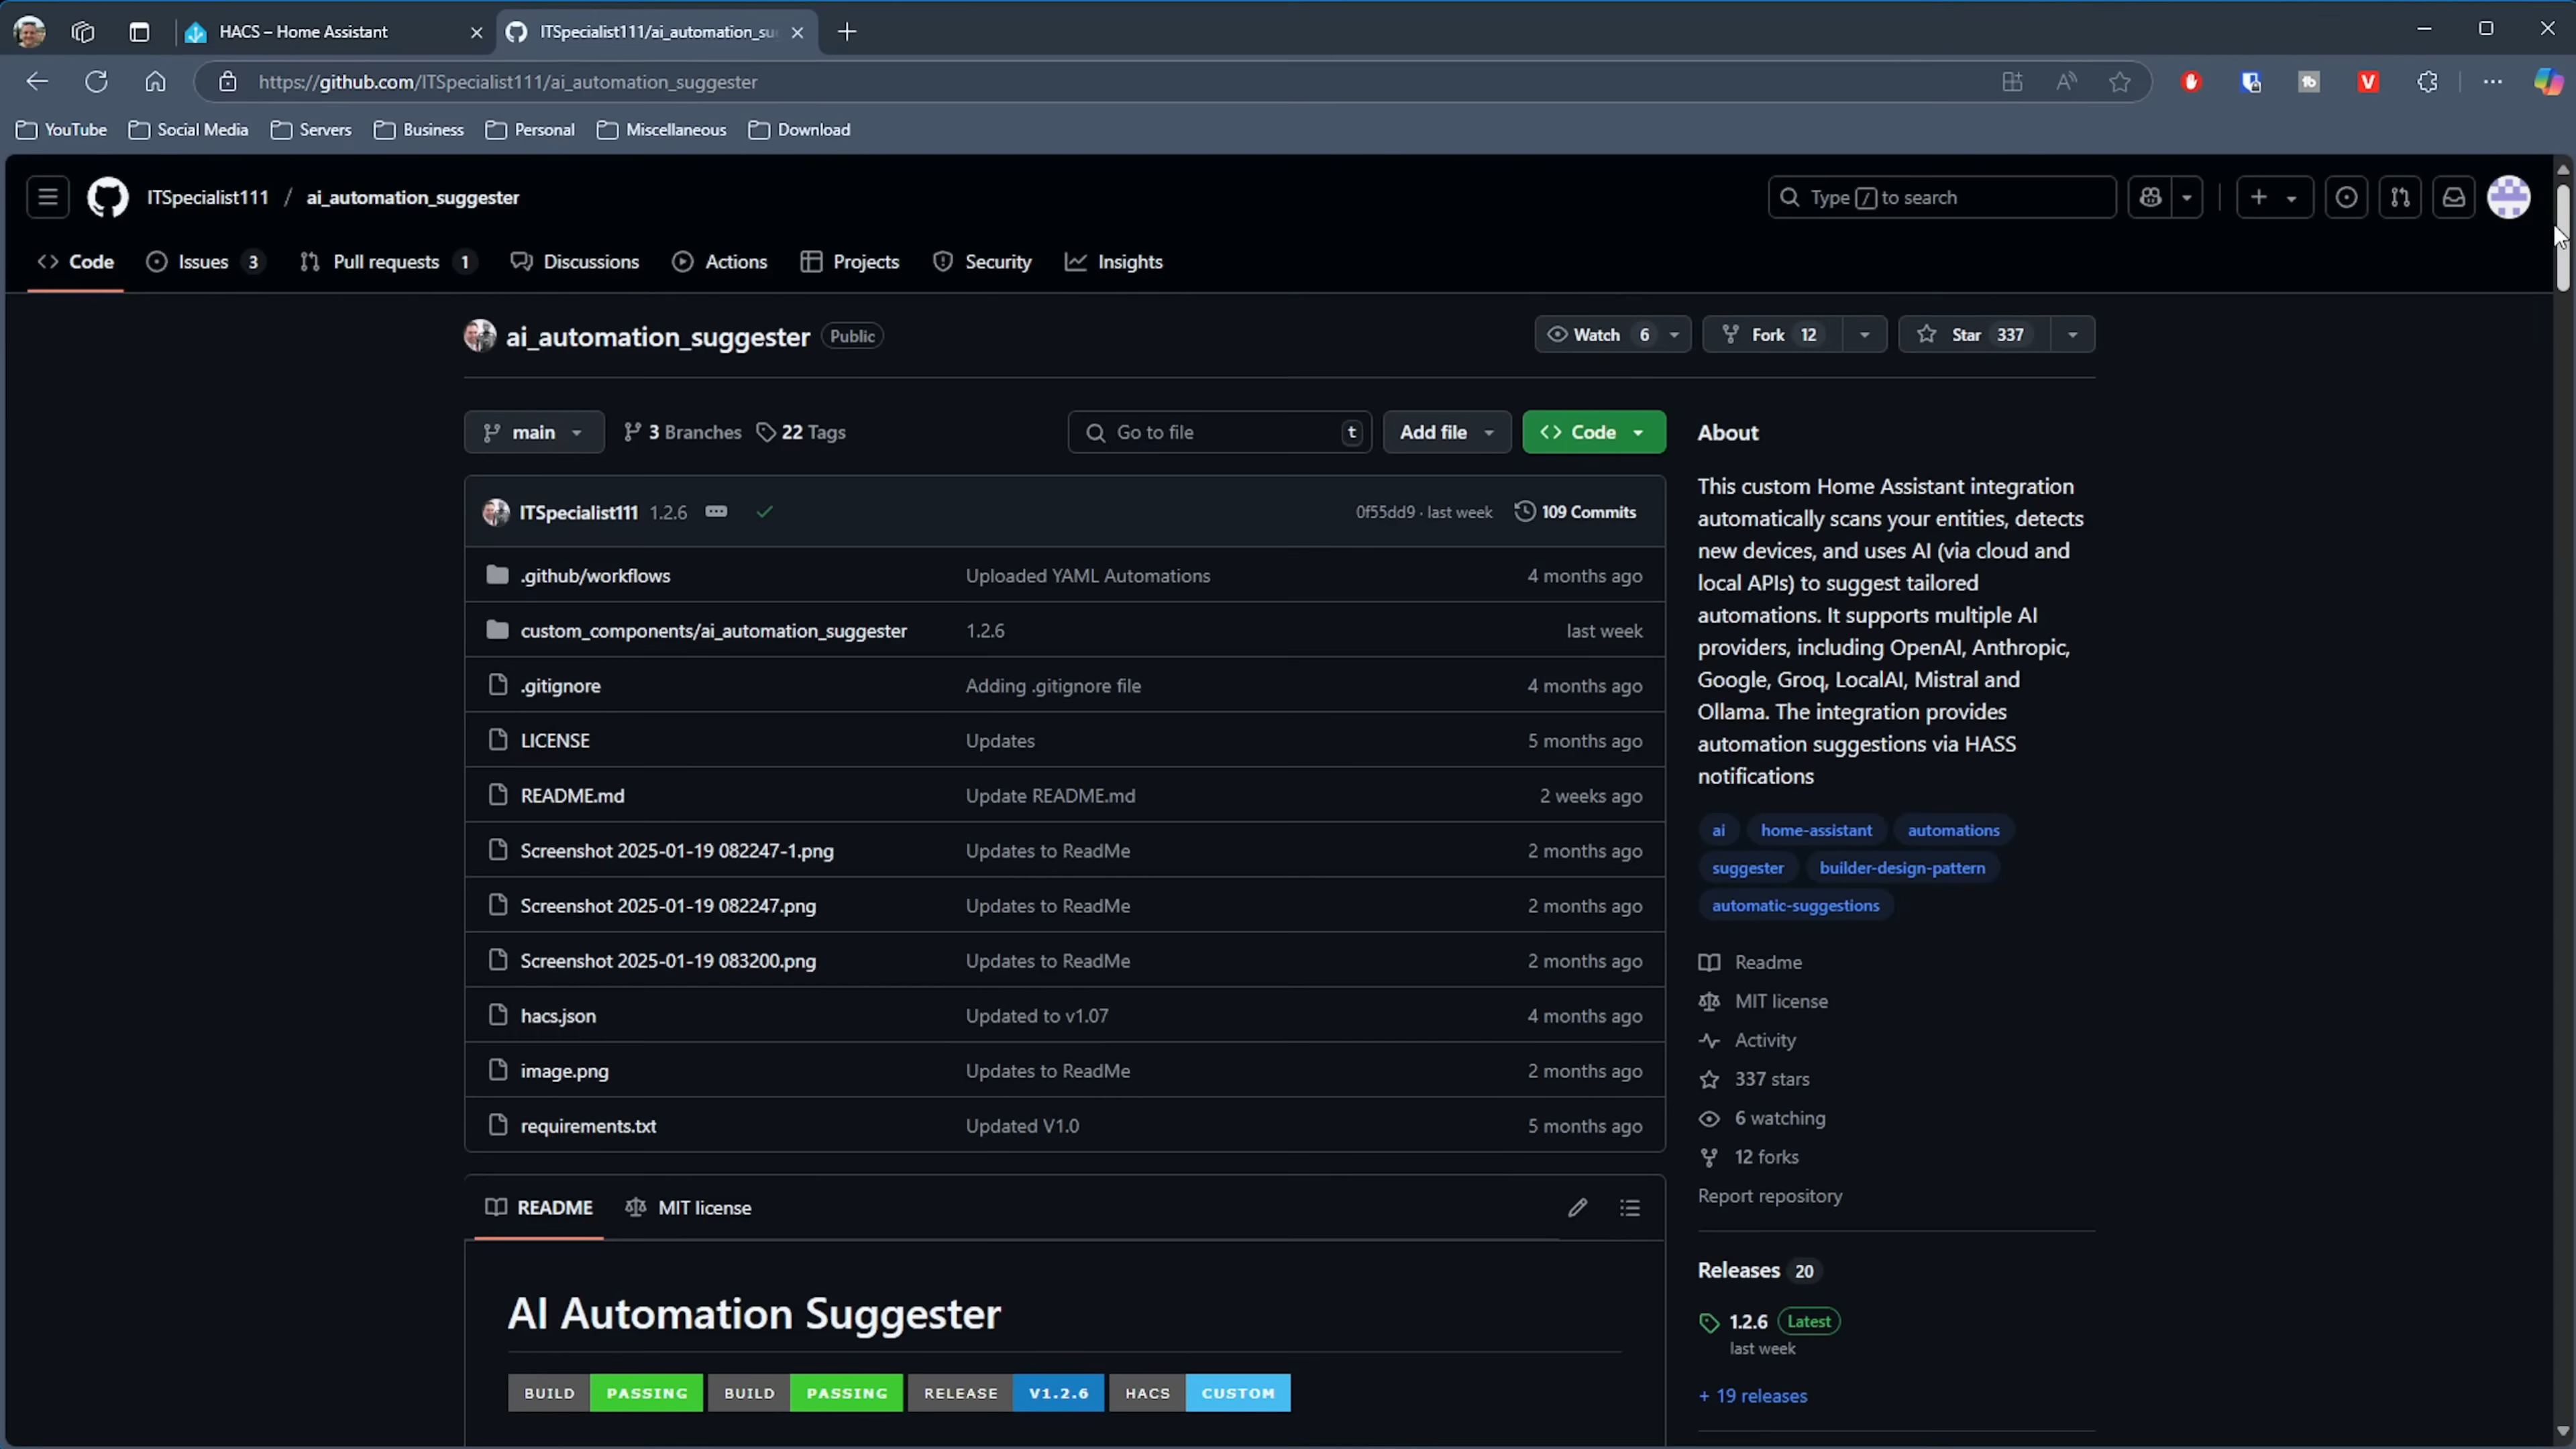 HACS – Home Assistant
ITSpecialist111/ai_automation_su
https://github.com/ITSpecialist111/ai_automation_suggester
YouTube
Social Media
Servers
Business
Personal
Miscellaneous
Download
ITSpecialist111 / ai_automation_suggester
Type / to search
Code
Issues 3
Pull requests 1
Discussions
Actions
Projects
Security
Insights
ai_automation_suggester Public
Watch 6
Fork 12
Star 337
main
3 Branches
22 Tags
Go to file t
Add file
Code
ITSpecialist111 1.2.6
0f55dd9 · last week
109 Commits
.github/workflows Uploaded YAML Automations 4 months ago
custom_components/ai_automation_suggester 1.2.6 last week
.gitignore Adding .gitignore file 4 months ago
LICENSE Updates 5 months ago
README.md Update README.md 2 weeks ago
Screenshot 2025-01-19 082247-1.png Updates to ReadMe 2 months ago
Screenshot 2025-01-19 082247.png Updates to ReadMe 2 months ago
Screenshot 2025-01-19 083200.png Updates to ReadMe 2 months ago
hacs.json Updated to v1.07 4 months ago
image.png Updates to ReadMe 2 months ago
requirements.txt Updated V1.0 5 months ago
README
MIT license
AI Automation Suggester
BUILD PASSING BUILD PASSING RELEASE V1.2.6 HACS CUSTOM
About
This custom Home Assistant integration
automatically scans your entities, detects
new devices, and uses AI (via cloud and
local APIs) to suggest tailored
automations. It supports multiple AI
providers, including OpenAI, Anthropic,
Google, Groq, LocalAI, Mistral and
Ollama. The integration provides
automation suggestions via HASS
notifications
ai home-assistant automations
suggester builder-design-pattern
automatic-suggestions
Readme
MIT license
Activity
337 stars
6 watching
12 forks
Report repository
Releases 20
1.2.6 Latest
last week
+ 19 releases